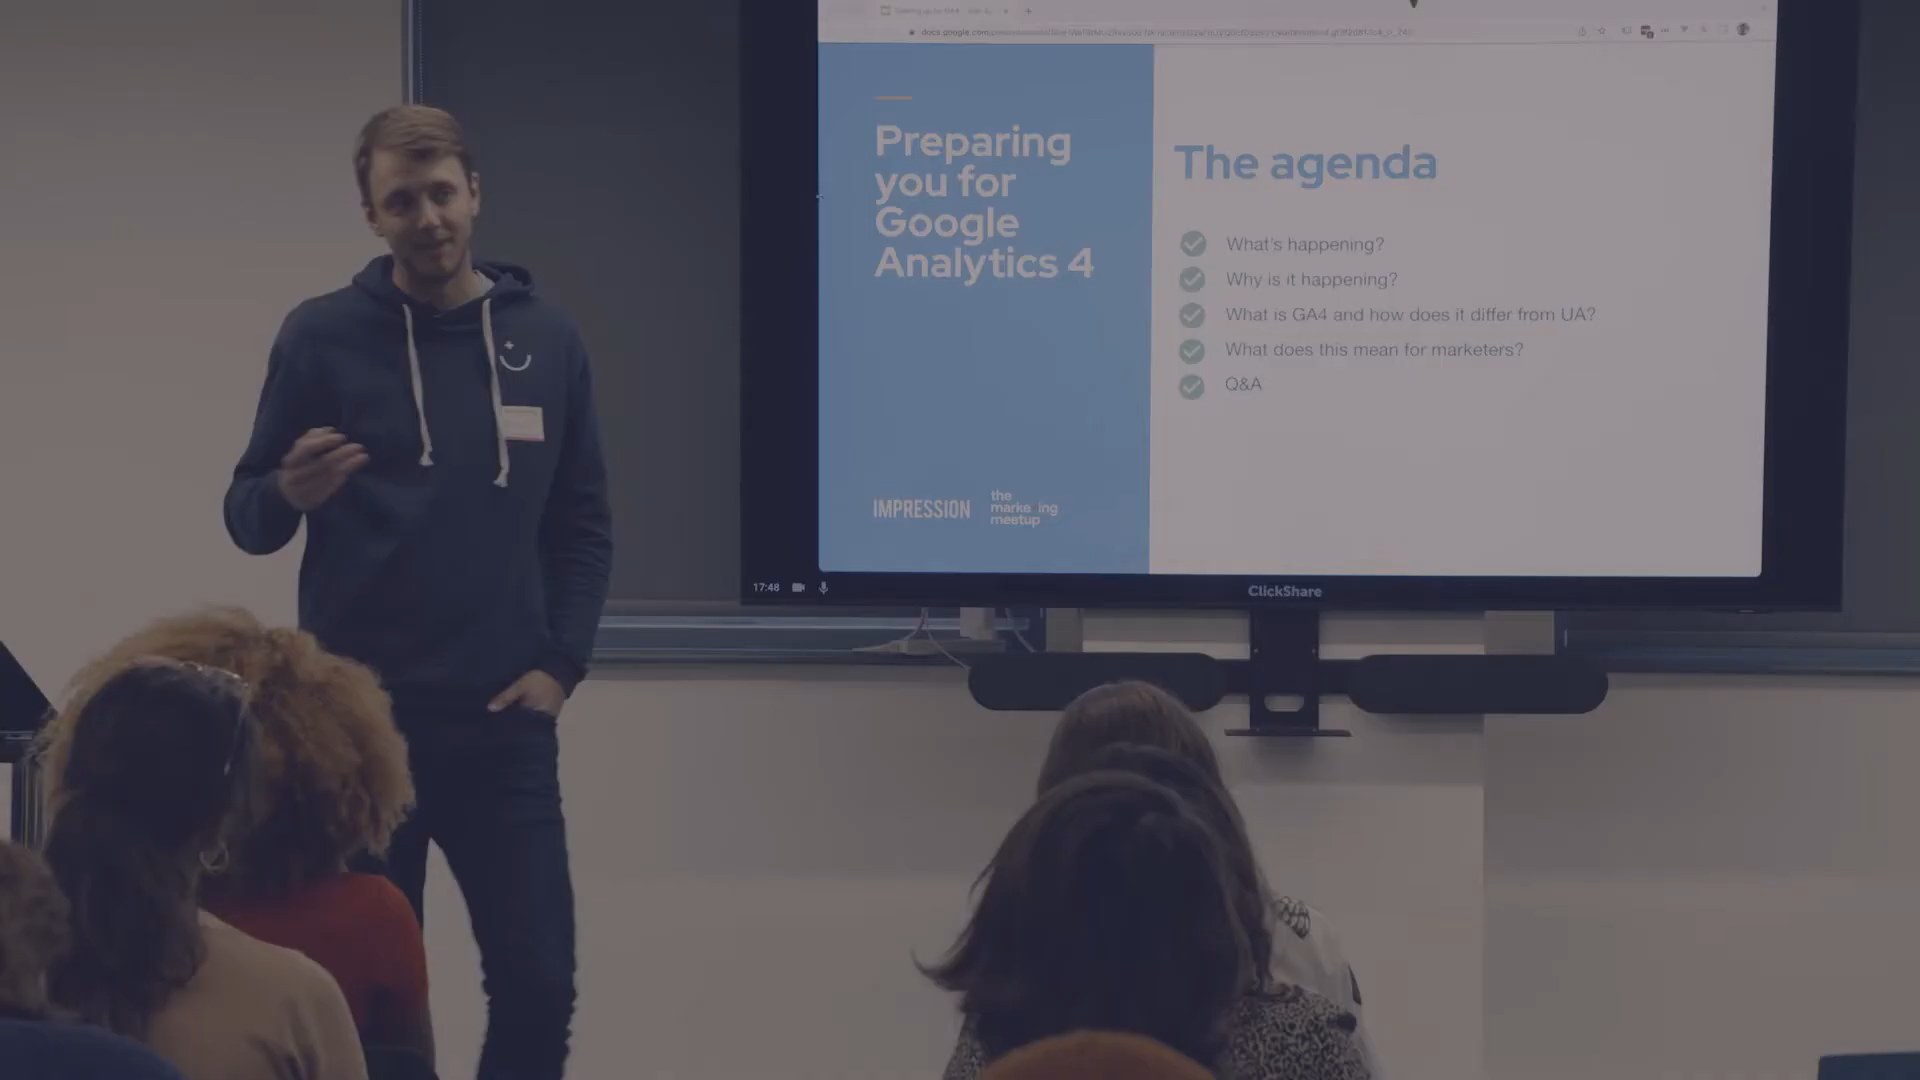 Preparing
you for
Google
Analytics 4
The agenda
What's happening?
Why is it happening?
What is GA4 and how does it differ from UA?
What does this mean for marketers?
Q&A
IMPRESSION
the
marke ing
meetup
17:48
ClickShare